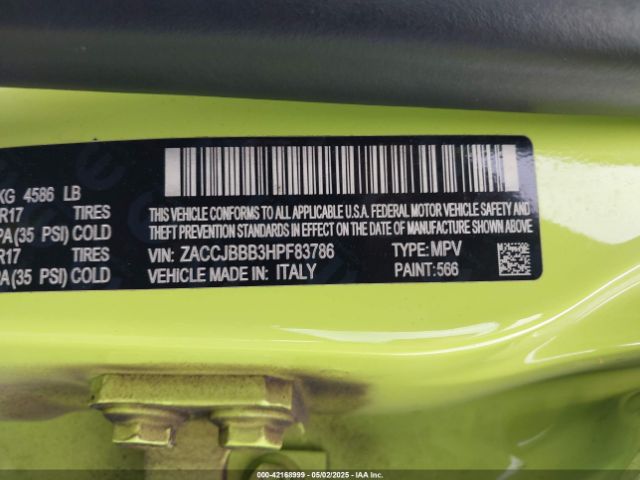 KG 4586 LB
R17 TIRES
PA(35 PSI) COLD
R17 TIRES
PA(35 PSI) COLD
THIS VEHICLE CONFORMS TO ALL APPLICABLE U.S.A. FEDERAL MOTOR VEHICLE SAFETY AND
THEFT PREVENTION STANDARDS IN EFFECT ON THE DATE OF MANUFACTURE SHOWN ABOVE.
VIN: ZACCJBBB3HPF83786 TYPE: MPV
VEHICLE MADE IN: ITALY PAINT: 566
000-42168999 - 05/02/2025 - IAA Inc.